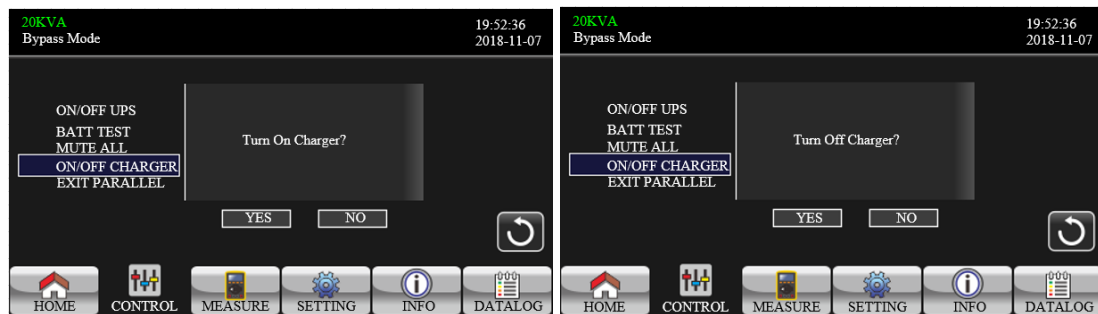 20KVA
Bypass Mode
19:52:36
2018-11-07
ON/OFF UPS
BATT TEST
MUTE ALL
ON/OFF CHARGER
EXIT PARALLEL
Turn On Charger?
YES NO
HOME CONTROL MEASURE SETTING INFO DATALOG
20KVA
Bypass Mode
19:52:36
2018-11-07
ON/OFF UPS
BATT TEST
MUTE ALL
ON/OFF CHARGER
EXIT PARALLEL
Turn Off Charger?
YES NO
HOME CONTROL MEASURE SETTING INFO DATALOG